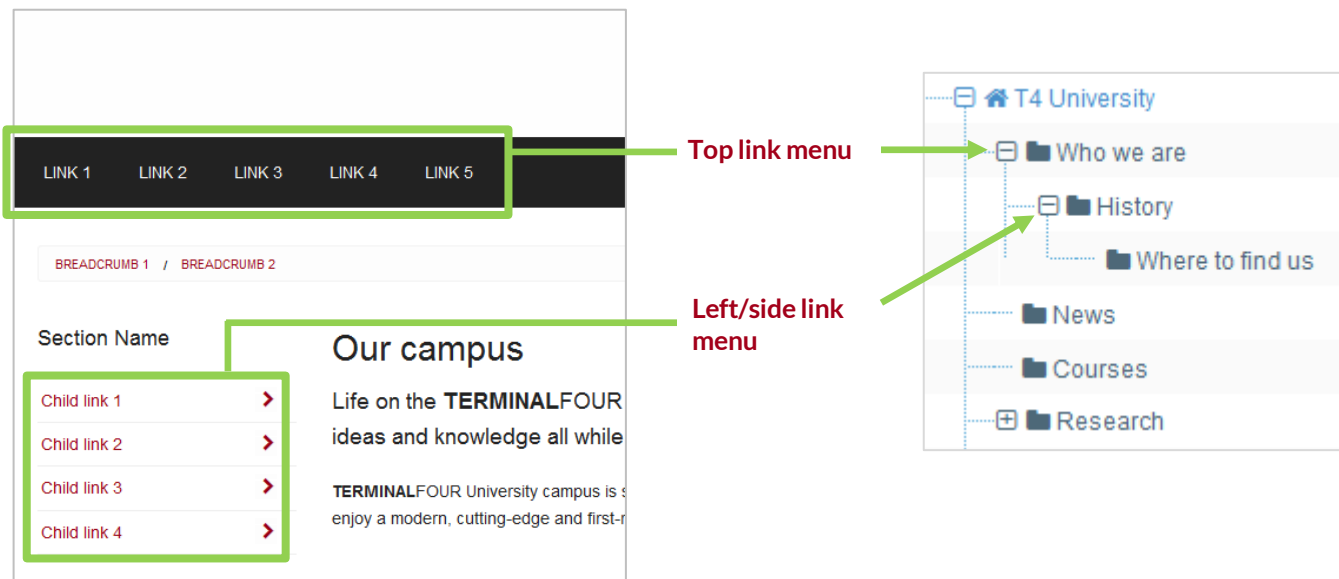 LINK 1 LINK 2 LINK 3 LINK 4 LINK 5
BREADCRUMB 1 / BREADCRUMB 2
Section Name
Child link 1
Child link 2
Child link 3
Child link 4
Our campus
Life on the TERMINALFOUR
ideas and knowledge all while
TERMINALFOUR University campus is
enjoy a modern, cutting-edge and
Top link menu
Left/side link
menu
T4 University
Who we are
History
Where to find us
News
Courses
Research